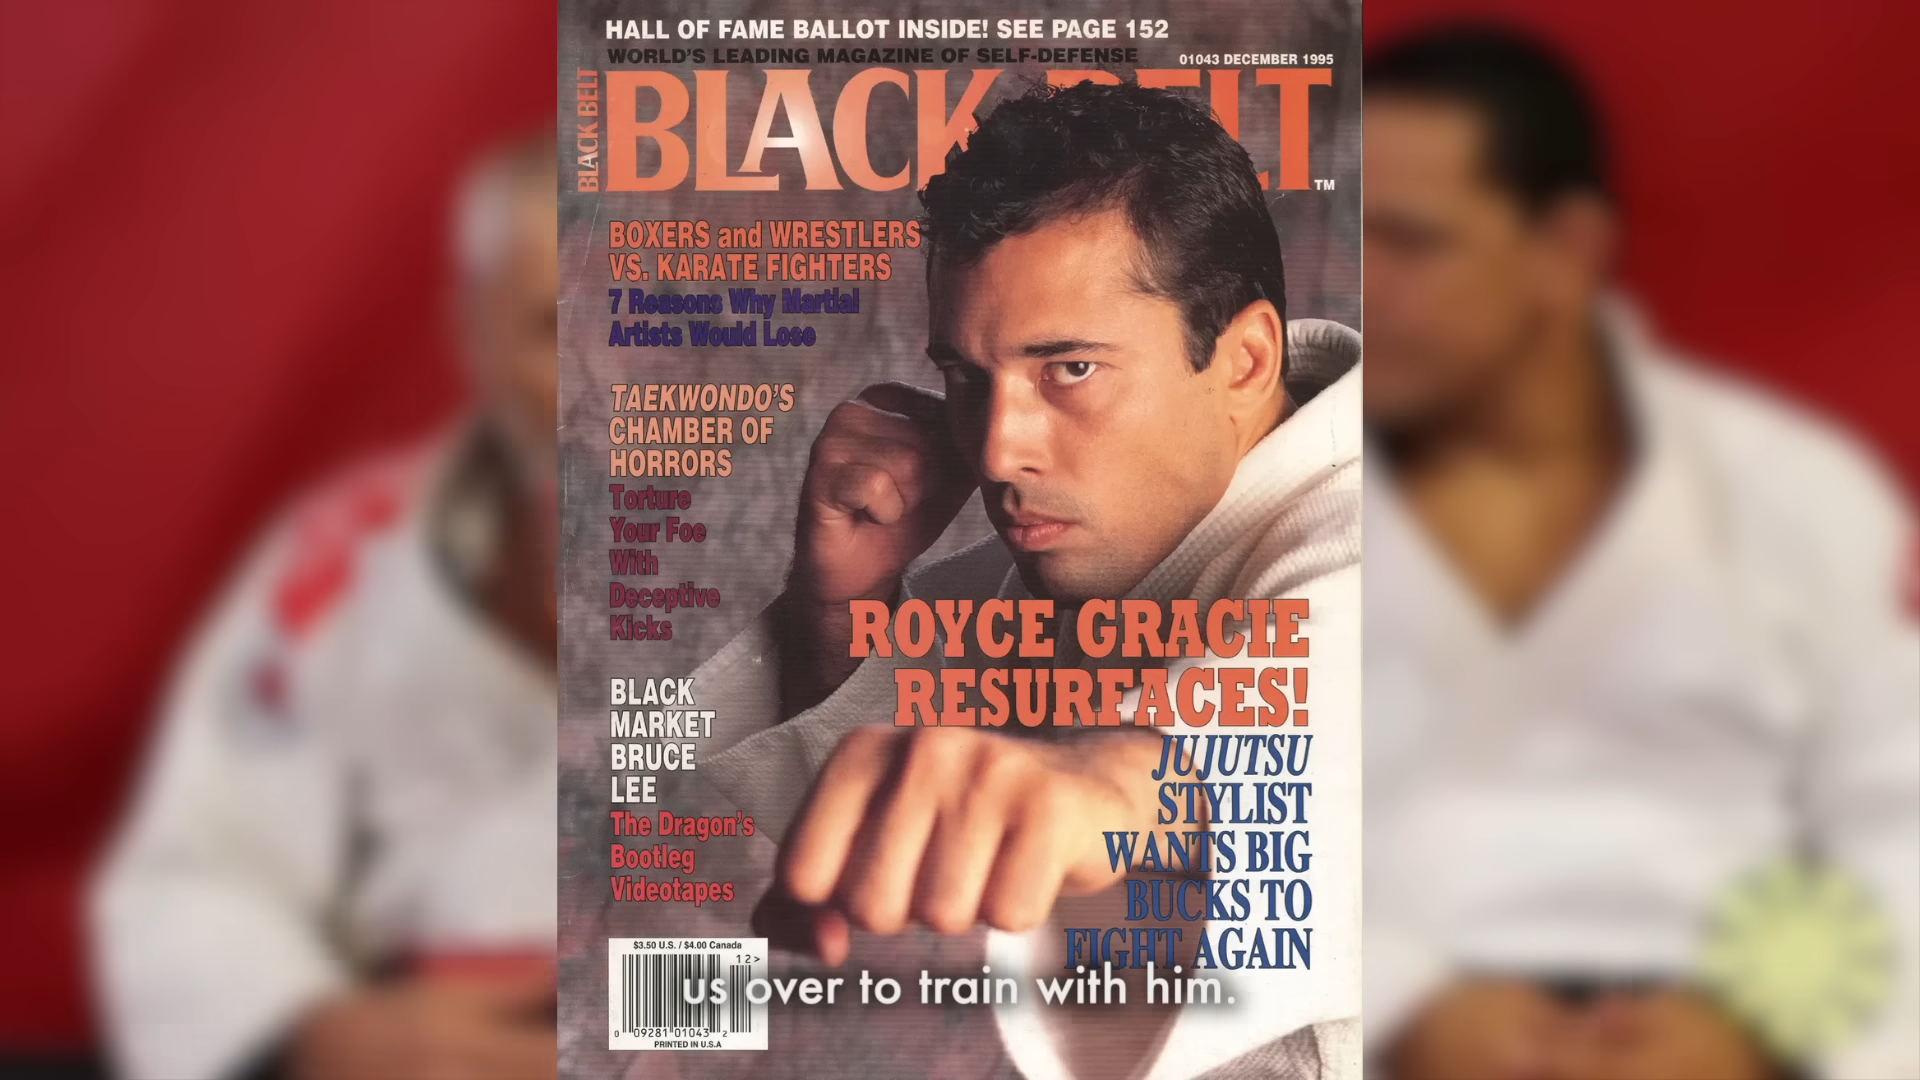 HALL OF FAME BALLOT INSIDE! SEE PAGE 152
WORLD'S LEADING MAGAZINE OF SELF-DEFENSE
01043 DECEMBER 1995
BLACK BELT
BLACK BELT
TM
BOXERS and WRESTLERS
VS. KARATE FIGHTERS
7 Reasons Why Martial
Artists Would Lose
TAEKWONDO'S
CHAMBER OF
HORRORS
Torture
Your Foe
With
Deceptive
Kicks
BLACK
MARKET
BRUCE
LEE
The Dragon's
Bootleg
Videotapes
ROYCE GRACIE
RESURFACES!
JUJUTSU
STYLIST
WANTS BIG
BUCKS TO
FIGHT AGAIN
$3.50 U.S. / $4.00 Canada
12>
0 09281 01043 2
PRINTED IN U.S.A
us over to train with him.